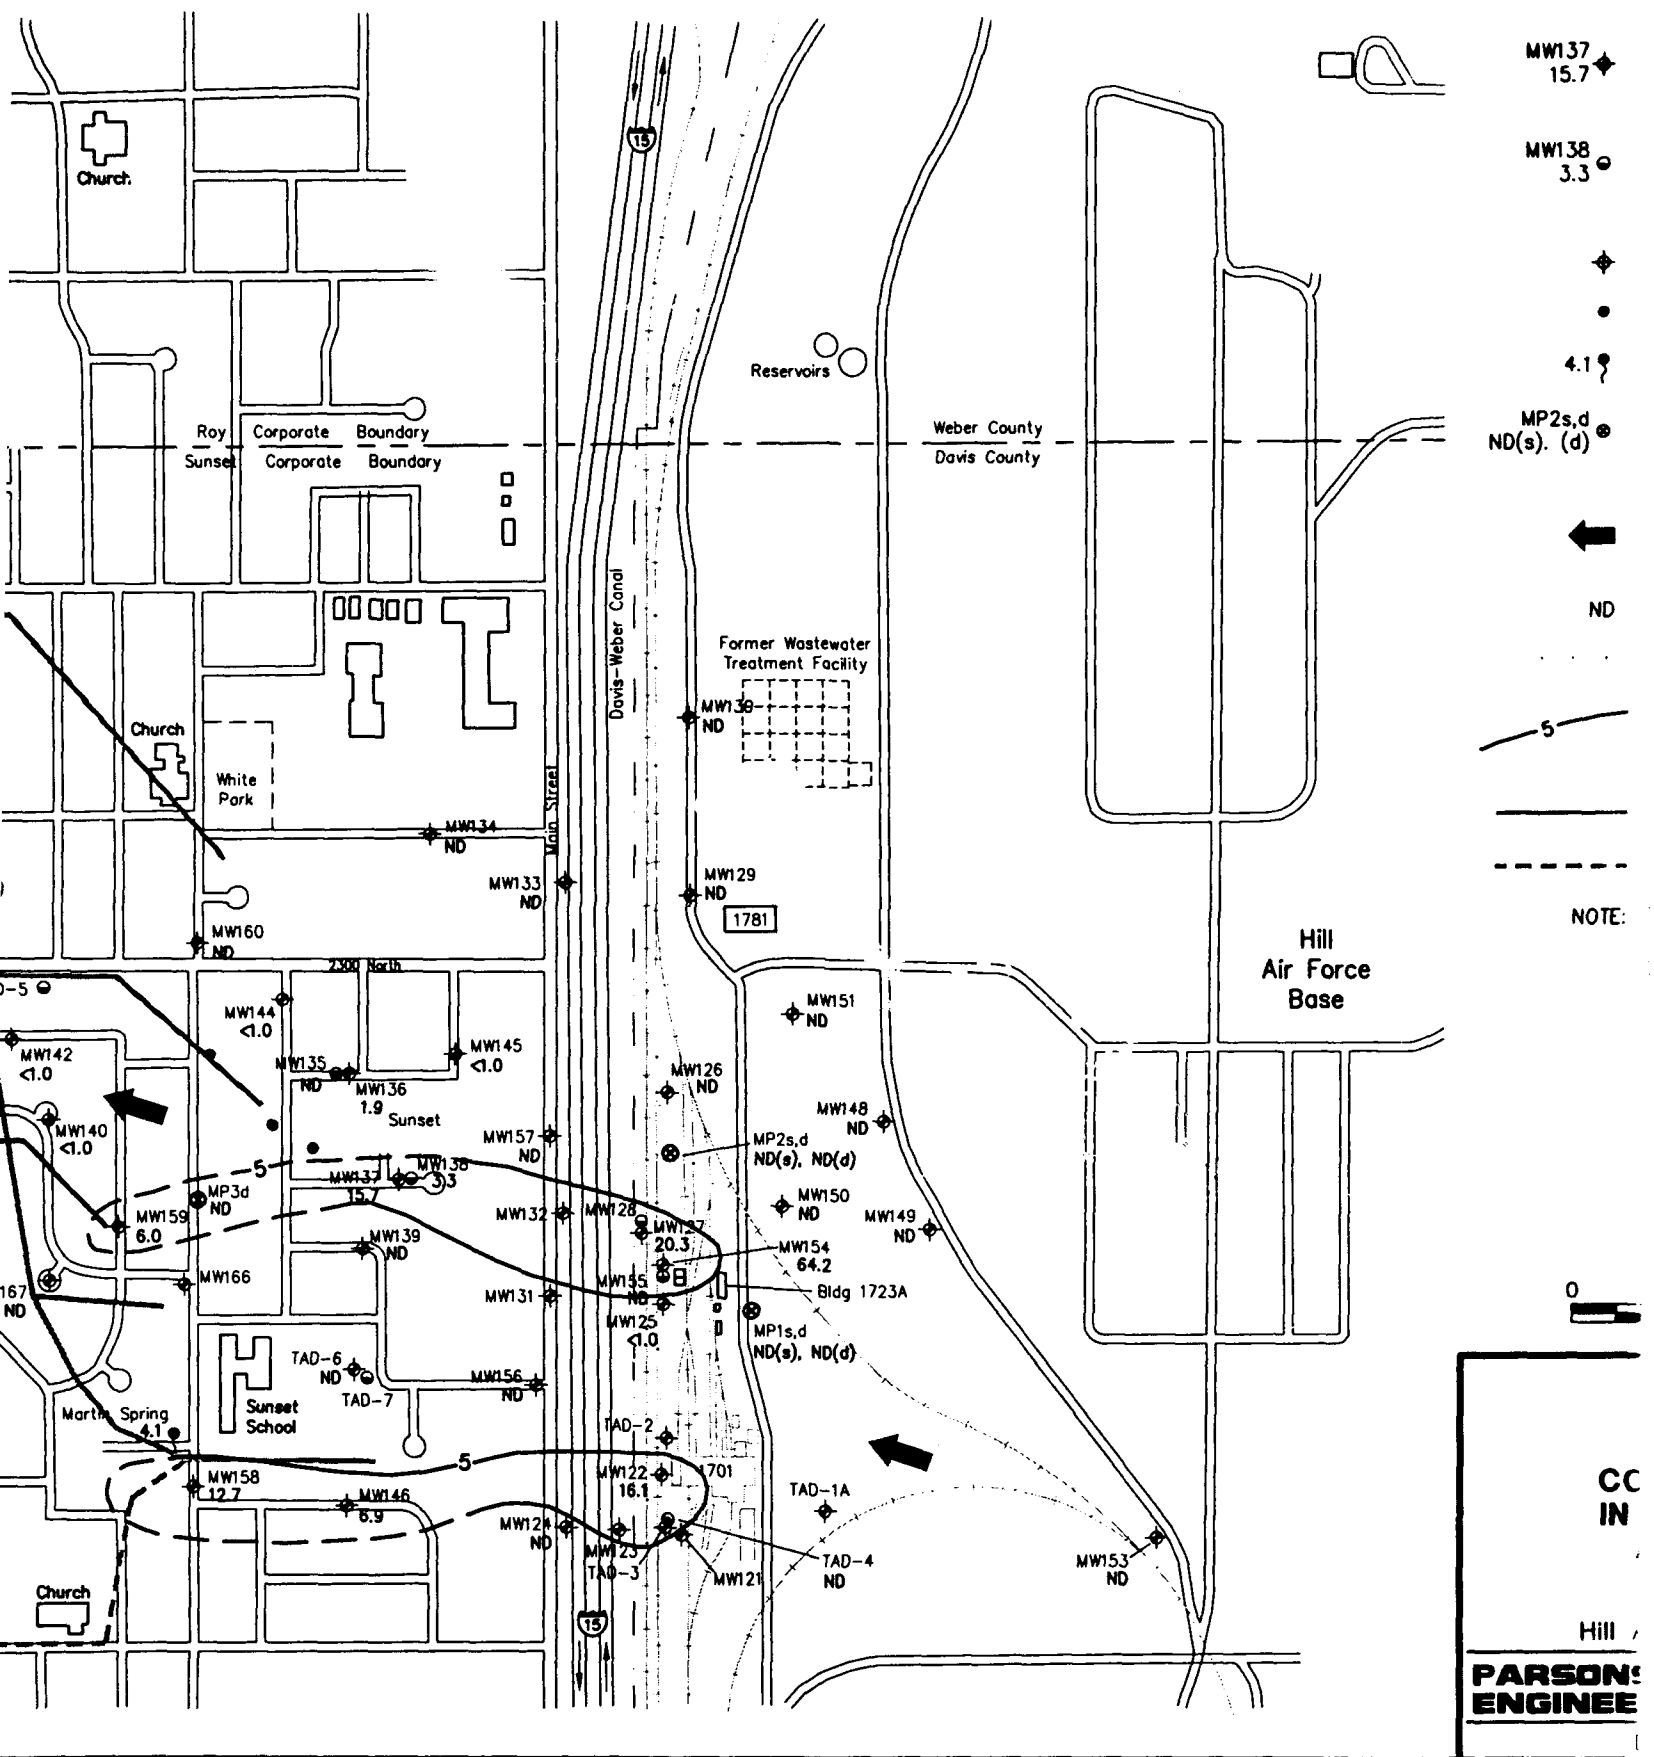 MW137
15.7
15
MW138
3.3
Church
4.1
Reservoirs
MP2s,d
ND(s). (d)
Roy Corporate Boundary
Weber County
Sunset Corporate Boundary
Davis County
ND
Davis-Weber Canal
Former Wastewater
Treatment Facility
5
MW130
ND
Church
White
Park
Main Street
MW134
ND
MW133
ND
MW129
ND
1781
NOTE:
MW160
ND
Hill
Air Force
Base
2300 North
D-5
MW144
<1.0
MW151
ND
MW142
<1.0
MW145
<1.0
MW135
ND
MW136
1.9
MW126
ND
Sunset
MW148
ND
MW140
<1.0
MW157
ND
MP2s,d
ND(s), ND(d)
5
MW137
15.7
MW138
3.3
MP3d
ND
MW150
ND
MW159
6.0
MW132
MW128
MW127
20.3
MW149
ND
MW139
ND
MW154
64.2
167
ND
MW166
MW155
ND
Bldg 1723A
MW131
0
MW125
<1.0
MP1s,d
ND(s), ND(d)
TAD-6
ND
TAD-7
MW156
ND
Sunset
School
Martin Spring
4.1
TAD-2
5
MW158
12.7
MW122
16.1
1701
MW146
6.9
TAD-1A
CO
IN
MW124
ND
MW123
TAD-3
MW121
TAD-4
ND
MW153
ND
Church
15
Hill
PARSONS
ENGINEE